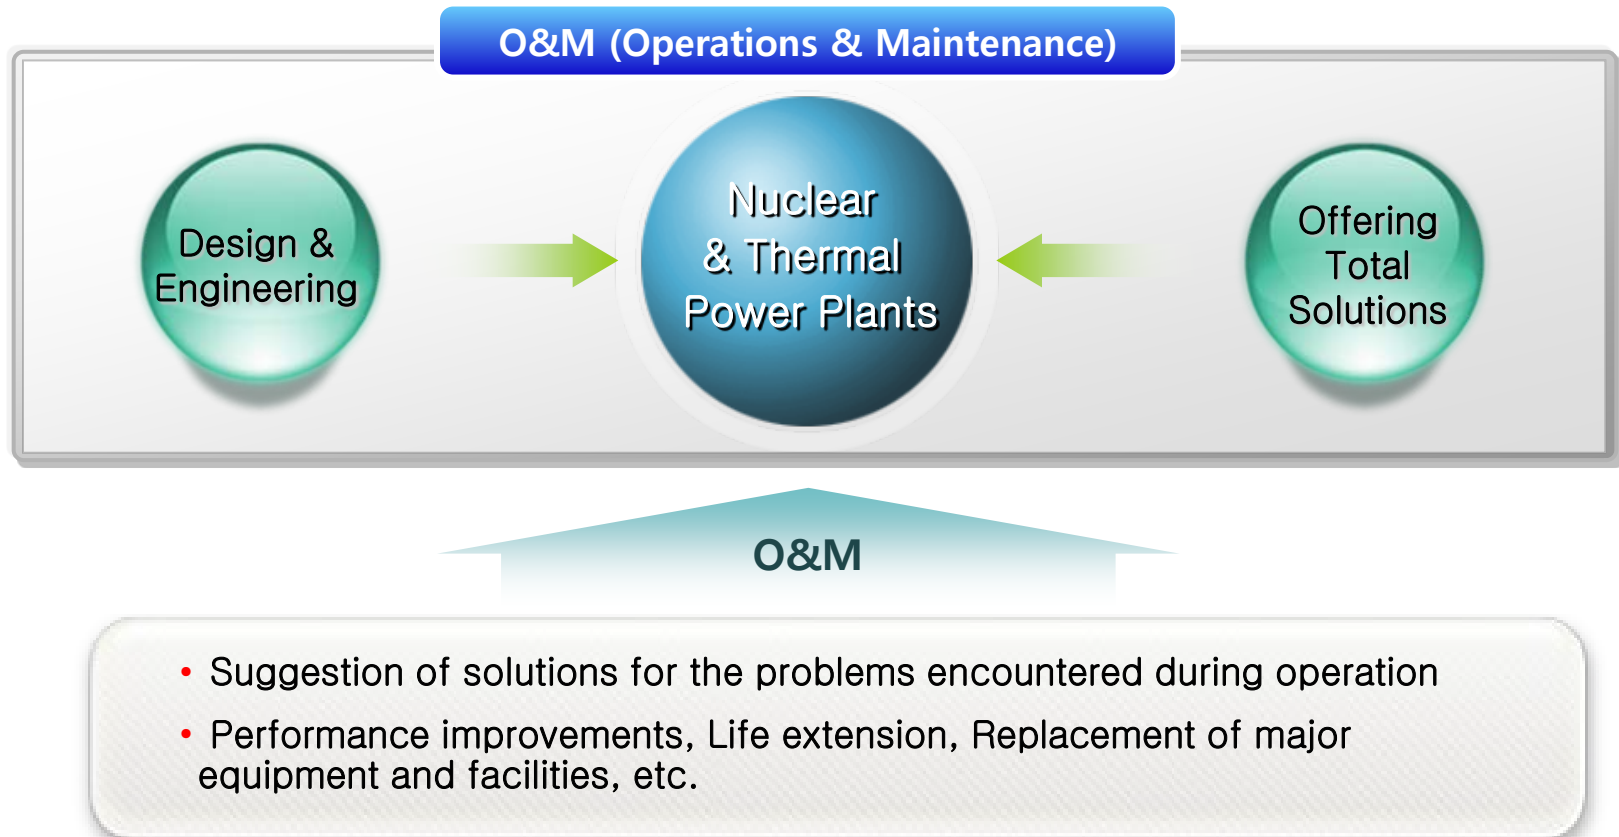 O&M (Operations & Maintenance)
Design &
Engineering
Nuclear
& Thermal
Power Plants
Offering
Total
Solutions
O&M
• Suggestion of solutions for the problems encountered during operation
• Performance improvements, Life extension, Replacement of major
equipment and facilities, etc.